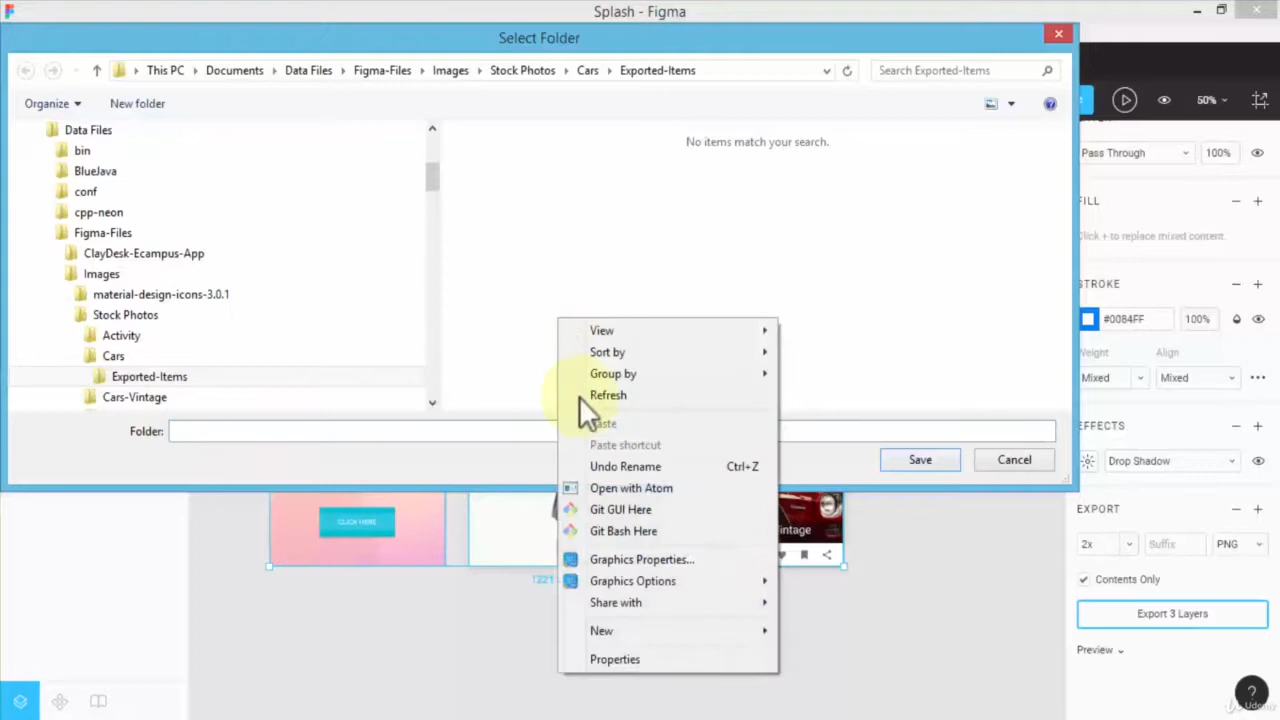 Splash - Figma
Select Folder
This PC Documents Data Files Figma-Files Images Stock Photos Cars Exported-Items
Search Exported-Items
Organize New folder
50%
Data Files
bin
BlueJava
conf
cpp-neon
Figma-Files
ClayDesk-Ecampus-App
Images
material-design-icons-3.0.1
Stock Photos
Activity
Cars
Exported-Items
Cars-Vintage
No items match your search.
Folder:
Save Cancel
View
Sort by
Group by
Refresh
Paste shortcut
Undo Rename Ctrl+Z
Open with Atom
Git GUI Here
Git Bash Here
Graphics Properties...
Graphics Options
Share with
New
Properties
CLICK HERE
intage
1221
Pass Through 100%
FILL
Click + to replace mixed content.
STROKE
#0084FF 100%
Weight Align
Mixed Mixed
EFFECTS
Drop Shadow
EXPORT
2x Suffix PNG
Contents Only
Export 3 Layers
Preview
?
Udemy